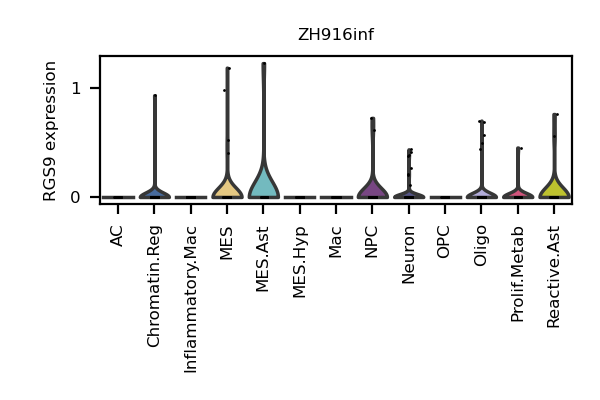 ZH916inf
RGS9 expression
1
0
AC
Chromatin.Reg
Inflammatory.Mac
MES
MES.Ast
MES.Hyp
Mac
NPC
Neuron
OPC
Oligo
Prolif.Metab
Reactive.Ast